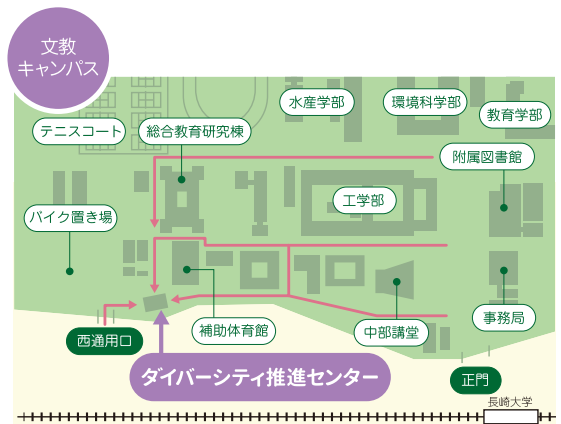 文教
キャンパス
水産学部
環境科学部
教育学部
テニスコート
総合教育研究棟
附属図書館
工学部
バイク置き場
補助体育館
中部講堂
事務局
西通用口
ダイバーシティ推進センター
正門
長崎大学